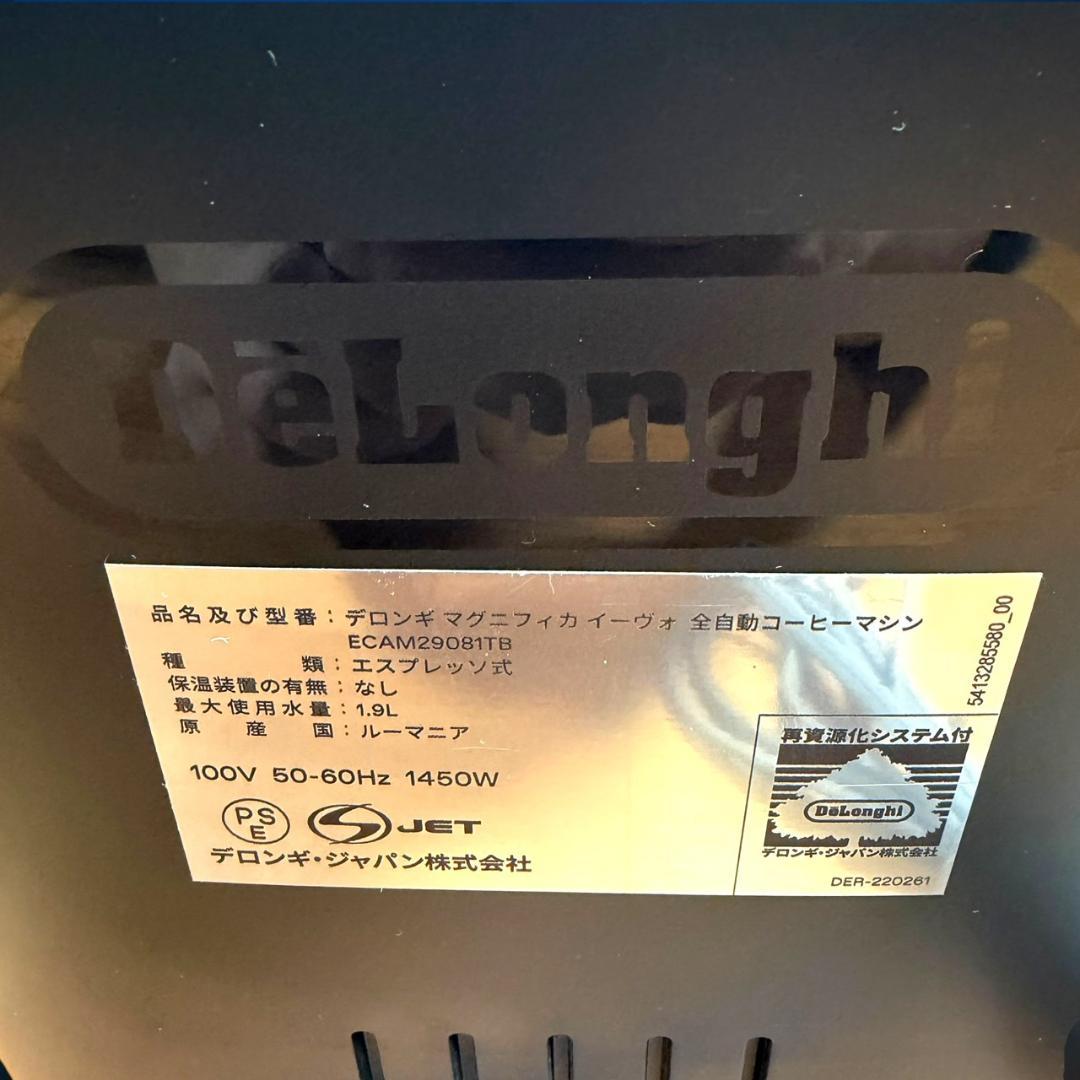 DēLonghi
品名及び型番：デロンギ マグニフィカ イーヴォ 全自動コーヒーマシン
ECAM29081TB
種類：エスプレッソ式
保温装置の有無：なし
最大使用水量：1.9L
原産国：ルーマニア
100V 50-60Hz 1450W
PSE
JET
デロンギ・ジャパン株式会社
5413285580_00
再資源化システム付
DēLonghi
デロンギ・ジャパン株式会社
DER-220261